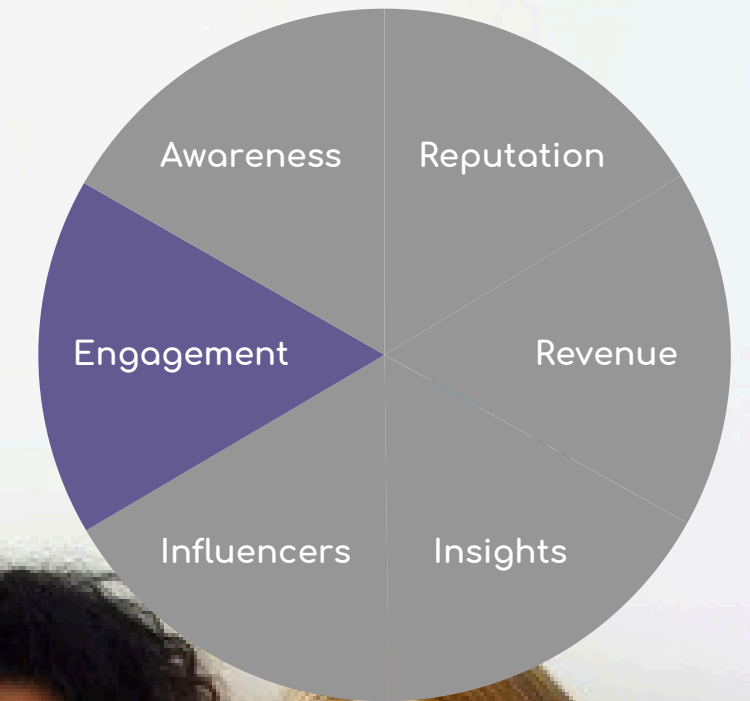 Awareness
Reputation
Engagement
Revenue
Influencers
Insights